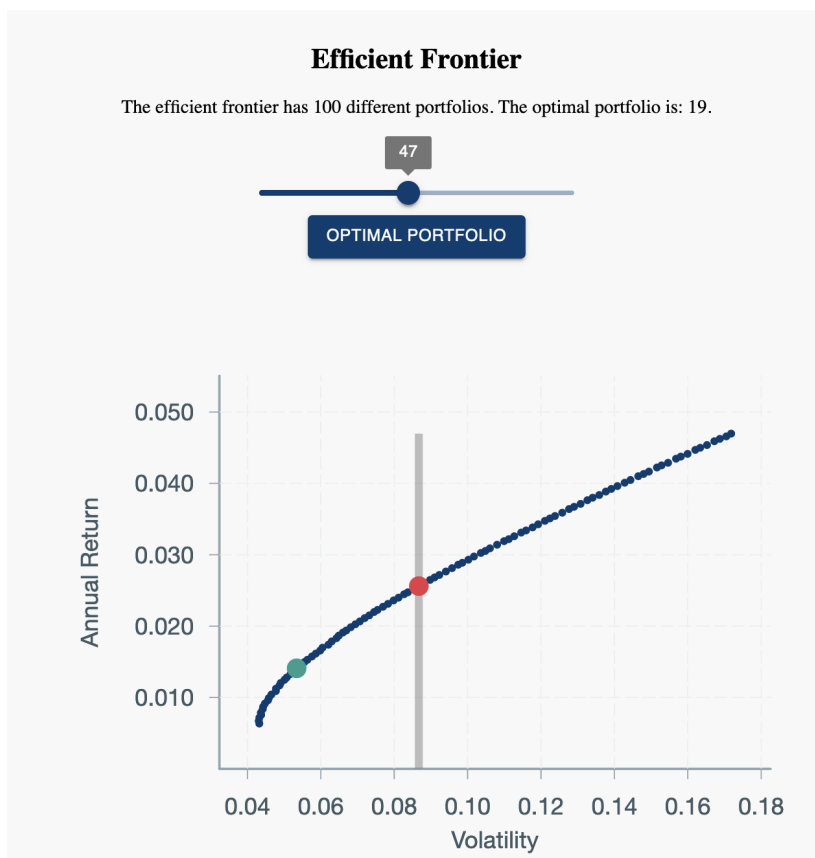 Efficient Frontier
The efficient frontier has 100 different portfolios. The optimal portfolio is: 19.
47
OPTIMAL PORTFOLIO
0.050
0.040
0.030
0.020
0.010
Annual Return
0.04 0.06 0.08 0.10 0.12 0.14 0.16 0.18
Volatility